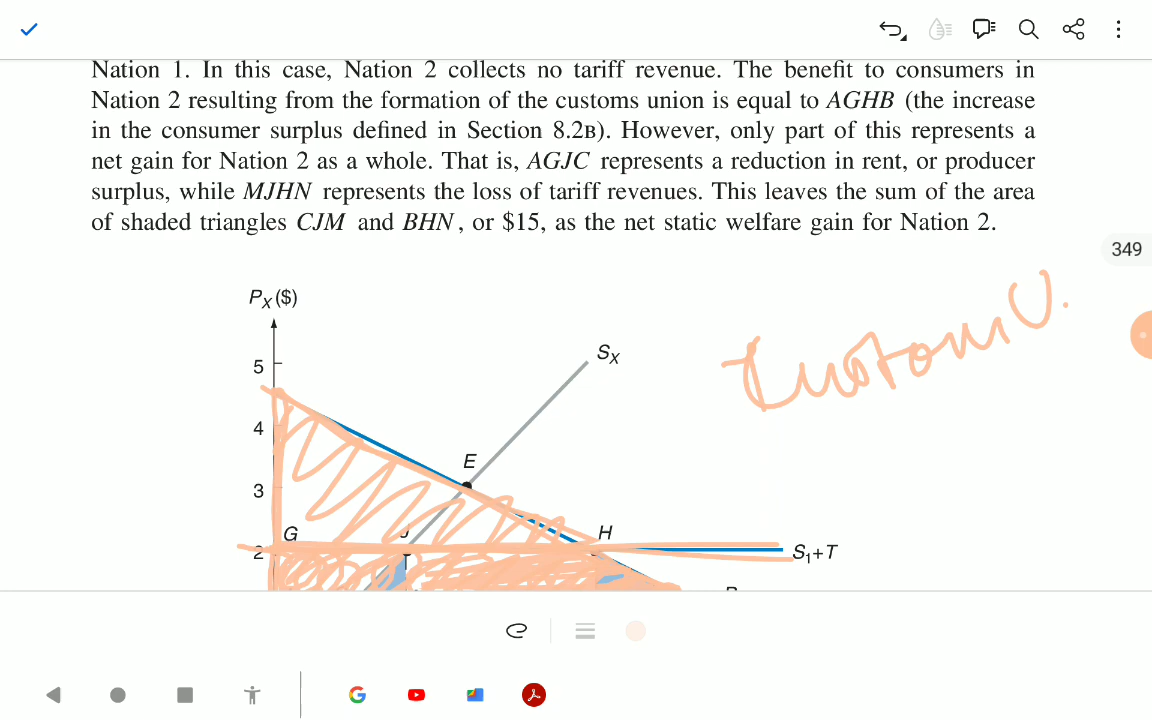 Nation 1. In this case, Nation 2 collects no tariff revenue. The benefit to consumers in
Nation 2 resulting from the formation of the customs union is equal to AGHB (the increase
in the consumer surplus defined in Section 8.2B). However, only part of this represents a
net gain for Nation 2 as a whole. That is, AGJC represents a reduction in rent, or producer
surplus, while MJHN represents the loss of tariff revenues. This leaves the sum of the area
of shaded triangles CJM and BHN, or $15, as the net static welfare gain for Nation 2.
349
PX ($)
Custom U.
5
SX
4
E
3
G
J
H
2
S1+T